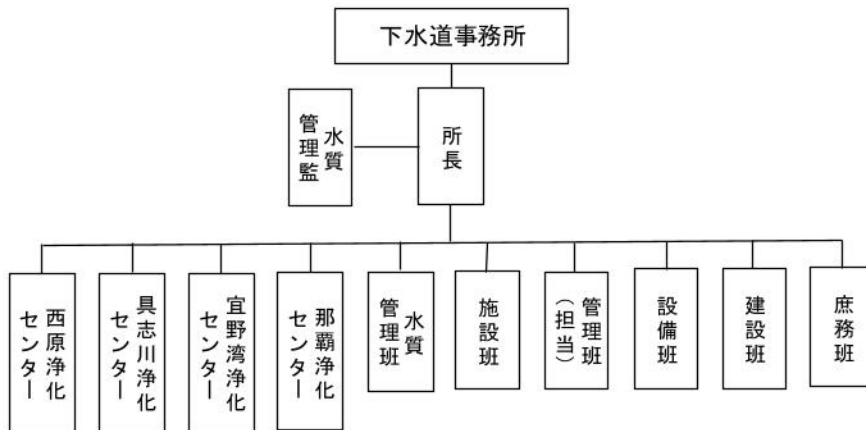 下水道事務所
所長
水質
管理監
庶務班
建設班
設備班
管理班
(担当)
施設班
水質
管理班
那覇浄化
センター
宜野湾浄化
センター
具志川浄化
センター
西原浄化
センター